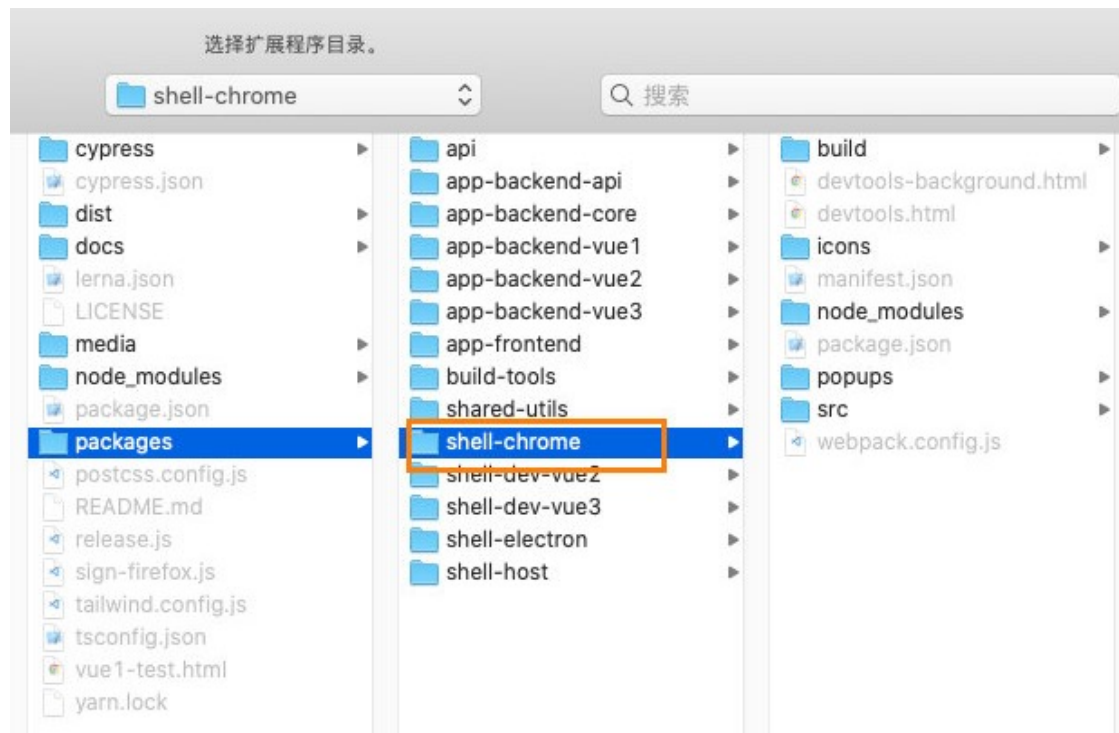 选择扩展程序目录。
shell-chrome
搜索
cypress
cypress.json
dist
docs
lerna.json
LICENSE
media
node_modules
package.json
packages
postcss.config.js
README.md
release.js
sign-firefox.js
tailwind.config.js
tsconfig.json
vue1-test.html
yarn.lock
api
app-backend-api
app-backend-core
app-backend-vue1
app-backend-vue2
app-backend-vue3
app-frontend
build-tools
shared-utils
shell-chrome
shell-dev-vue2
shell-dev-vue3
shell-electron
shell-host
build
devtools-background.html
devtools.html
icons
manifest.json
node_modules
package.json
popups
src
webpack.config.js